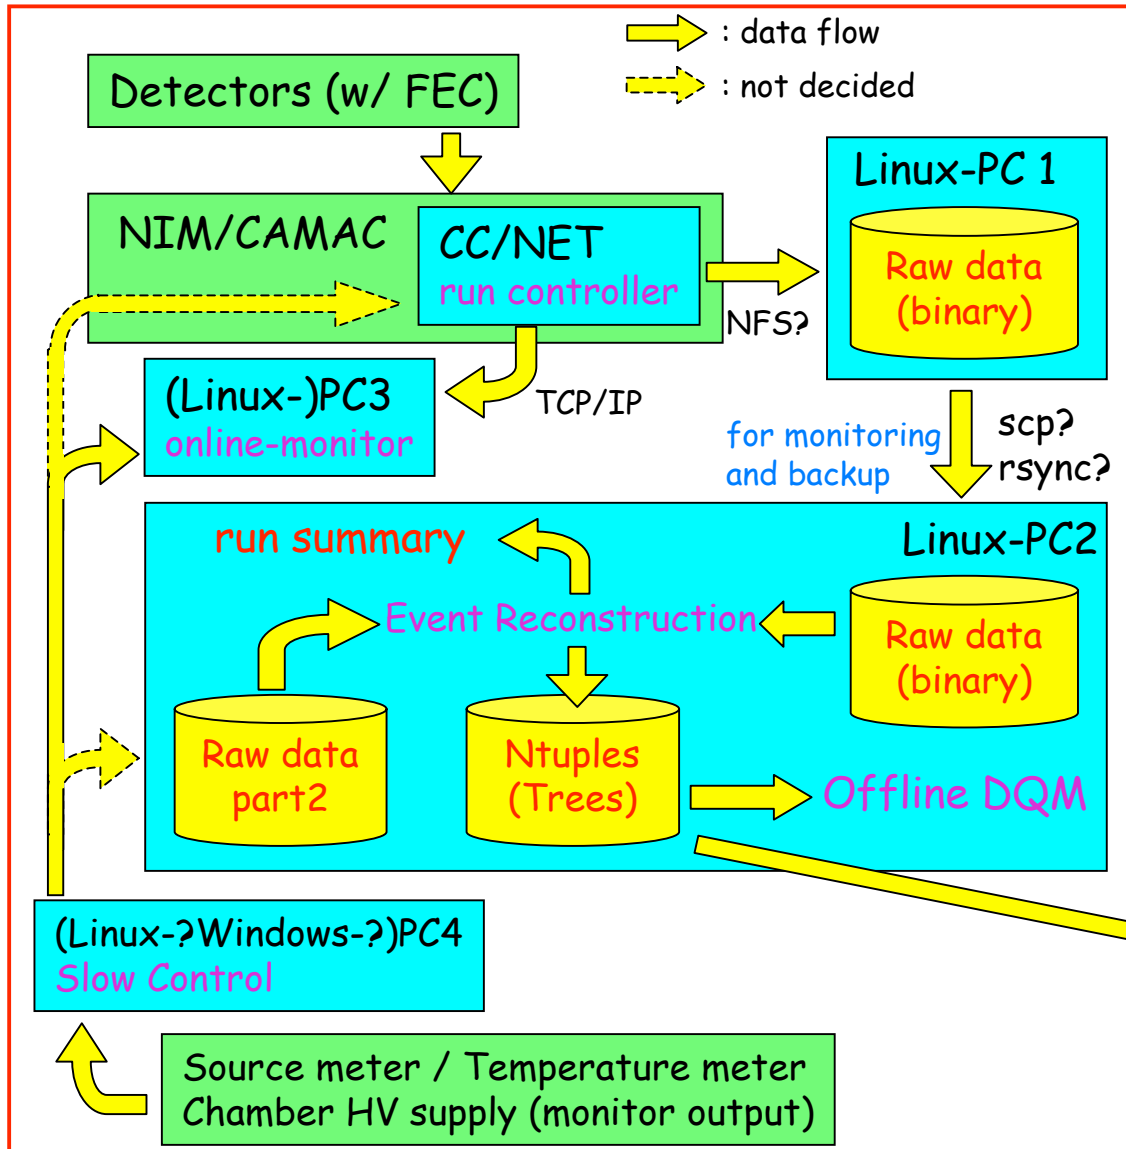 : data flow
: not decided
Detectors (w/ FEC)
Linux-PC 1
Raw data
(binary)
NIM/CAMAC
CC/NET
run controller
NFS?
(Linux-)PC3
online-monitor
TCP/IP
for monitoring
and backup
scp?
rsync?
run summary
Linux-PC2
Event Reconstruction
Raw data
(binary)
Raw data
part2
Ntuples
(Trees)
Offline DQM
(Linux-?Windows-?)PC4
Slow Control
Source meter / Temperature meter
Chamber HV supply (monitor output)